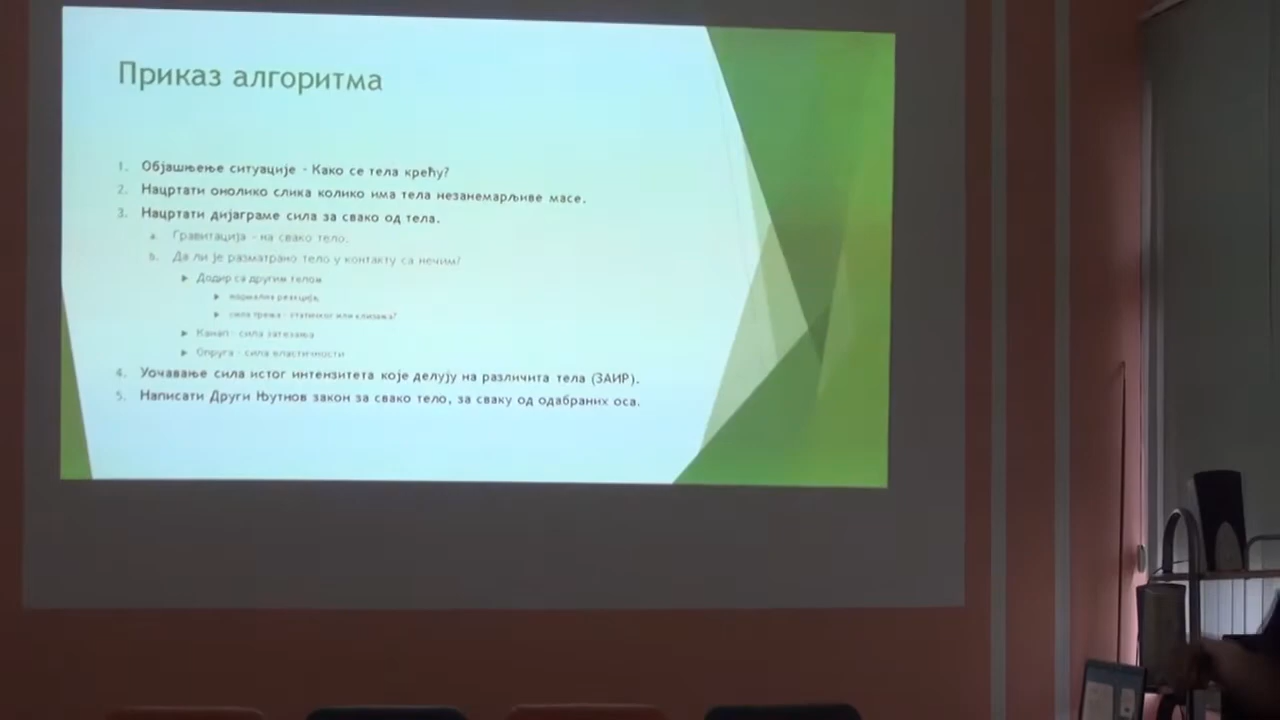 Приказ алгоритма
1. Објашњење ситуације - Како се тела крећу?
2. Нацртати онолико слика колико има тела незанемарљиве масе.
3. Нацртати дијаграме сила за свако од тела.
a. Гравитација - на свако тело.
b. Да ли је разматрано тело у контакту са нечим?
Додир са другим телом
нормална реакција,
сила трења - статичког или клизања?
Канап - сила затезања
Опруга - сила еластичности
4. Уочавање сила истог интензитета које делују на различита тела (ЗАИР).
5. Написати Други Њутнов закон за свако тело, за сваку од одабраних оса.